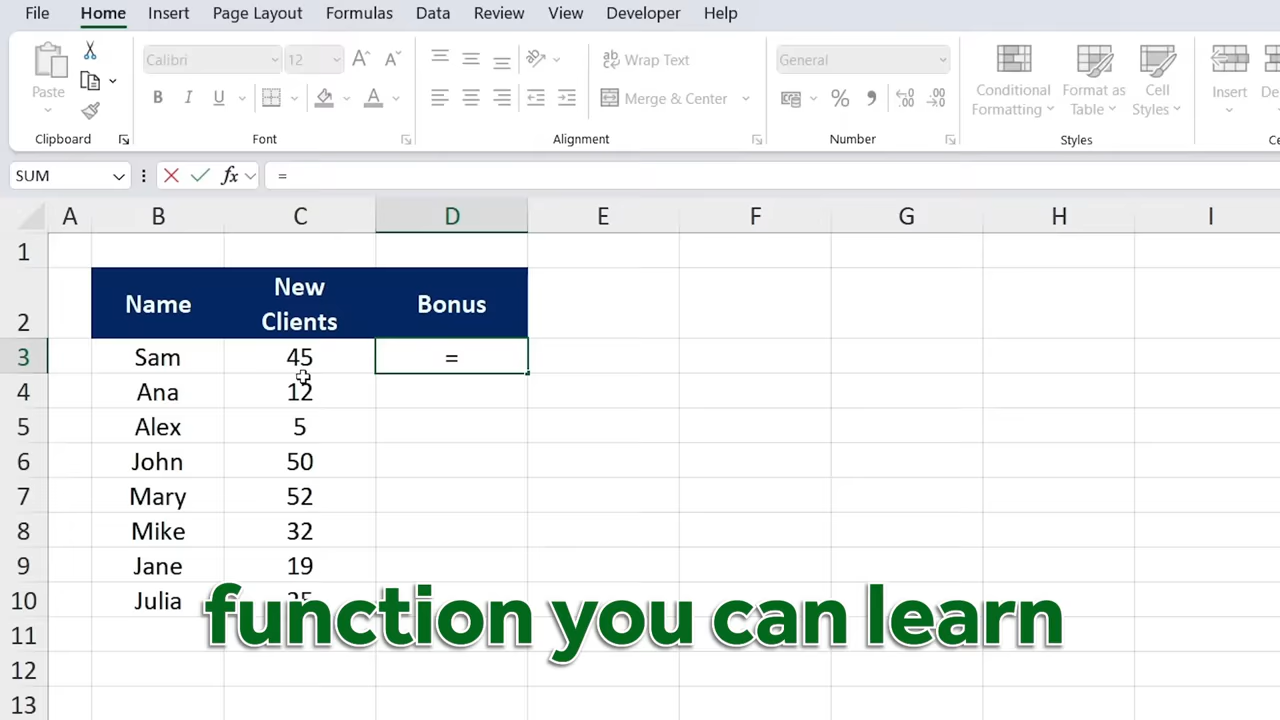 File Home Insert Page Layout Formulas Data Review View Developer Help
Calibri 12 Wrap Text General
Paste B I U Merge & Center % Conditional Formatting Format as Table Cell Styles Insert
Clipboard Font Alignment Number Styles
SUM fx =
A B C D E F G H I
1
2 Name New Clients Bonus
3 Sam 45 =
4 Ana 12
5 Alex 5
6 John 50
7 Mary 52
8 Mike 32
9 Jane 19
10 Julia
function you can learn
11
12
13